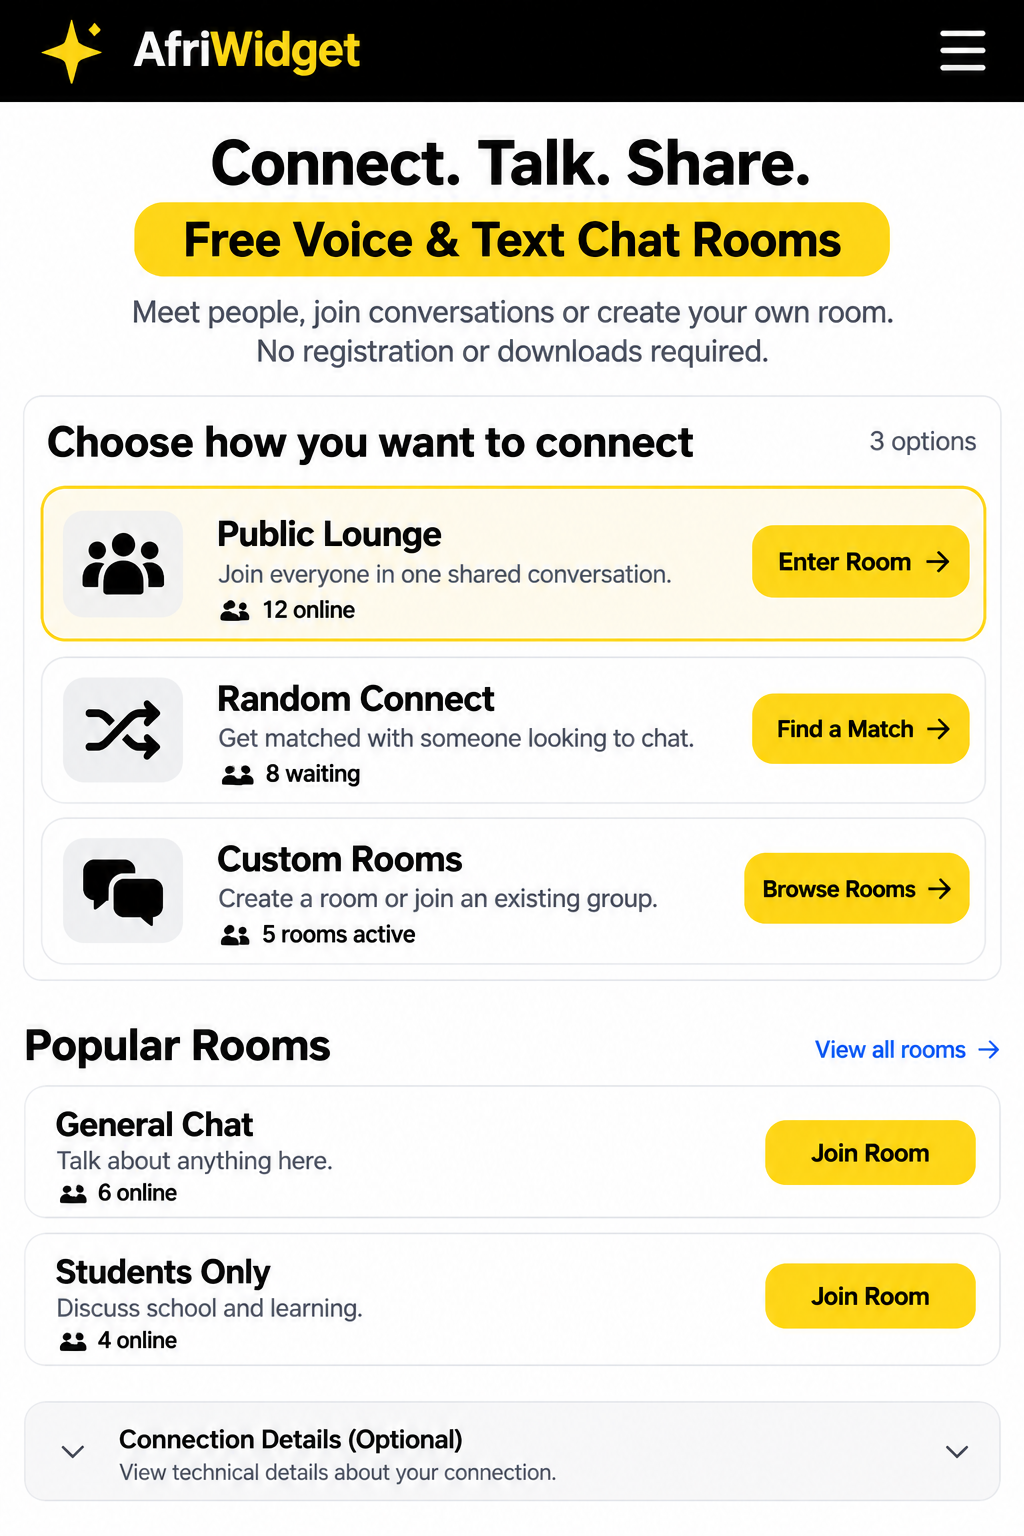 AfriWidget
Connect. Talk. Share.
Free Voice & Text Chat Rooms
Meet people, join conversations or create your own room.
No registration or downloads required.
Choose how you want to connect
3 options
Public Lounge
Join everyone in one shared conversation.
12 online
Enter Room →
Random Connect
Get matched with someone looking to chat.
8 waiting
Find a Match →
Custom Rooms
Create a room or join an existing group.
5 rooms active
Browse Rooms →
Popular Rooms
View all rooms →
General Chat
Talk about anything here.
6 online
Join Room
Students Only
Discuss school and learning.
4 online
Join Room
Connection Details (Optional)
View technical details about your connection.